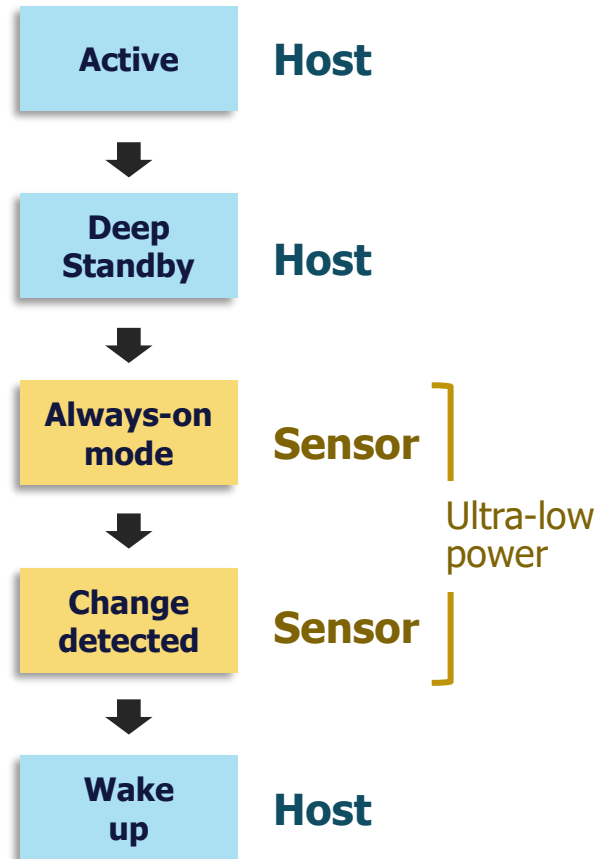 Active
Host
Deep
Standby
Host
Always-on
mode
Sensor
Ultra-low
power
Change
detected
Sensor
Wake
up
Host